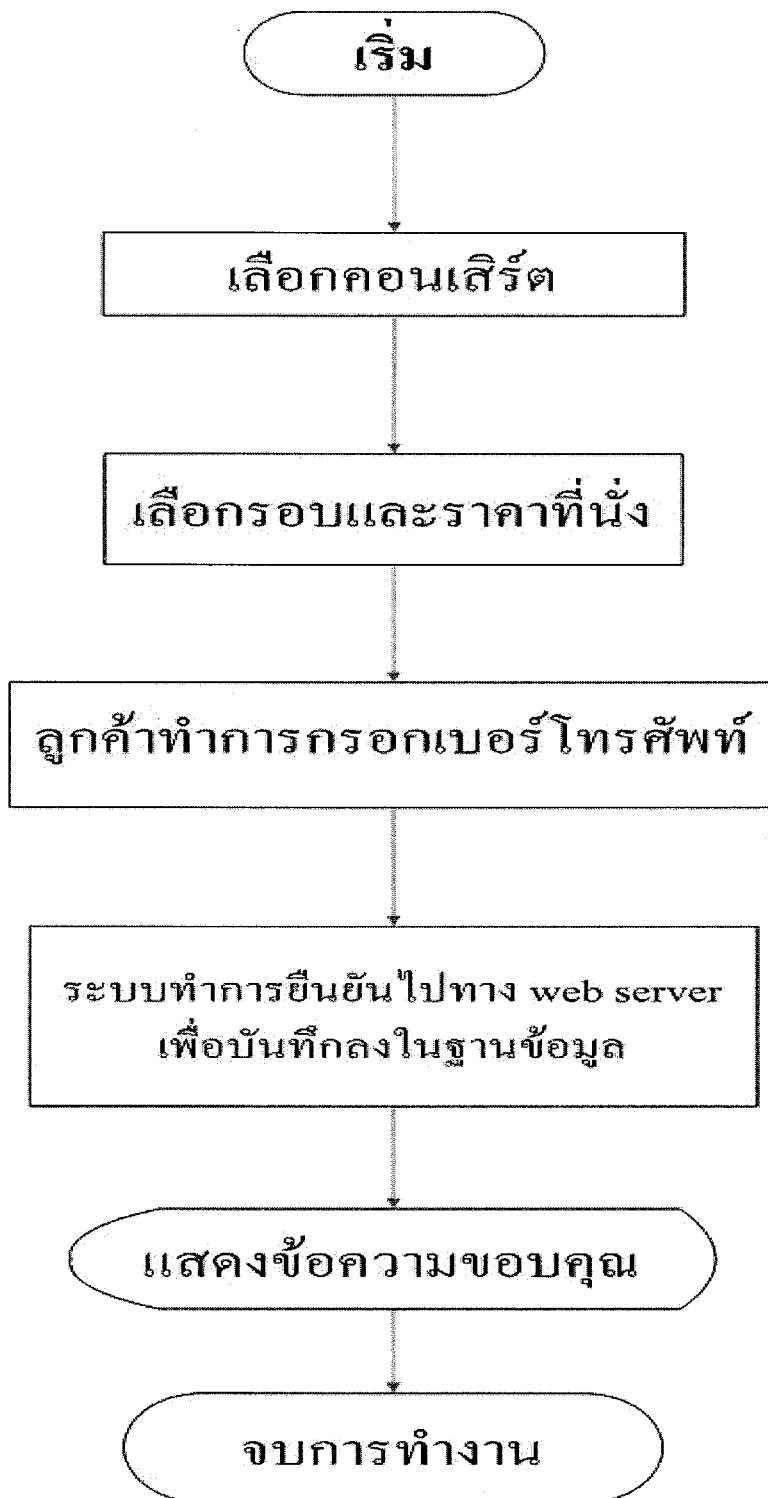 เริ่ม
เลือกคอนเสิร์ต
เลือกรอบและราคาที่นั่ง
ลูกค้าทำการกรอกเบอร์โทรศัพท์
ระบบทำการยืนยันไปทาง web server
เพื่อบันทึกลงในฐานข้อมูล
แสดงข้อความขอบคุณ
จบการทำงาน